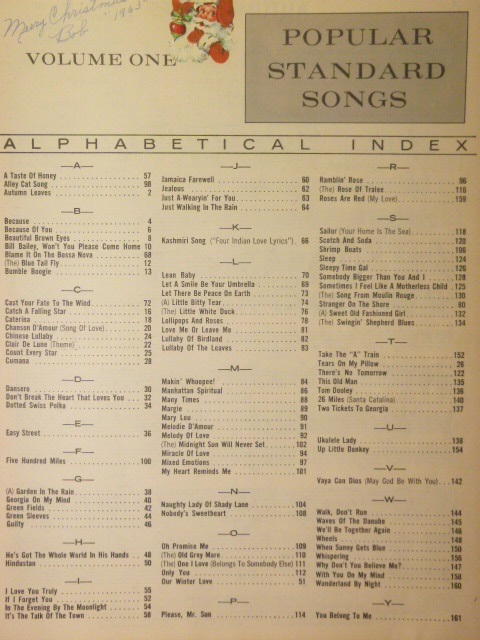 Merry Christmas
Bob "1963"
VOLUME ONE
POPULAR
STANDARD
SONGS
ALPHABETICAL INDEX
—A—
A Taste Of Honey 57
Alley Cat Song 98
Autumn Leaves 2
—B—
Because 4
Because Of You 6
Beautiful Brown Eyes 8
Bill Bailey, Won't You Please Come Home 10
Blame It On The Bossa Nova 68
(The) Blue Tail Fly 12
Bumble Boogie 13
—C—
Cast Your Fate To The Wind 72
Catch A Falling Star 16
Caterina 18
Chanson D'Amour (Song Of Love) 20
Chinese Lullaby 24
Clair De Lune (Theme) 22
Count Every Star 25
Cumana 28
—D—
Dansero 30
Don't Break The Heart That Loves You 32
Dotted Swiss Polka 34
—E—
Easy Street 36
—F—
Five Hundred Miles 100
—G—
(A) Garden In The Rain 38
Georgia On My Mind 40
Green Fields 42
Green Sleeves 44
Guilty 46
—H—
He's Got The Whole World In His Hands 48
Hindustan 50
—I—
I Love You Truly 55
If I Forget You 52
In The Evening By The Moonlight 54
It's The Talk Of The Town 58
—J—
Jamaica Farewell 60
Jealous 62
Just A-Wearyin' For You 63
Just Walking In The Rain 64
—K—
Kashmiri Song ("Four Indian Love Lyrics") 66
—L—
Lean Baby 70
Let A Smile Be Your Umbrella 69
Let There Be Peace On Earth 73
(A) Little Bitty Tear 74
(The) Little White Duck 76
Lollipops And Roses 78
Love Me Or Leave Me 81
Lullaby Of Birdland 82
Lullaby Of The Leaves 83
—M—
Makin' Whoopee! 84
Manhattan Spiritual 86
Many Times 88
Margie 89
Mary Lou 90
Melodie D'Amour 91
Melody Of Love 92
(The) Midnight Sun Will Never Set 102
Miracle Of Love 94
Mixed Emotions 97
My Heart Reminds Me 101
—N—
Naughty Lady Of Shady Lane 104
Nobody's Sweetheart 108
—O—
Oh Promise Me 109
(The) Old Grey Mare 110
(The) One I Love (Belongs To Somebody Else) 111
Only You 112
Our Winter Love 51
—P—
Please, Mr. Sun 114
—R—
Ramblin' Rose 96
(The) Rose Of Tralee 116
Roses Are Red (My Love) 159
—S—
Sailor (Your Home Is The Sea) 118
Scotch And Soda 120
Shrimp Boats 106
Sleep 124
Sleepy Time Gal 126
Somebody Bigger Than You And I 128
Sometimes I Feel Like A Motherless Child 125
(The) Song From Moulin Rouge 130
Stranger On The Shore 80
(A) Sweet Old Fashioned Girl 132
(The) Swingin' Shepherd Blues 134
—T—
Take The "A" Train 152
Tears On My Pillow 26
There's No Tomorrow 122
This Old Man 135
Tom Dooley 136
26 Miles (Santa Catalina) 140
Two Tickets To Georgia 137
—U—
Ukulele Lady 138
Up Little Donkey 154
—V—
Vaya Con Dios (May God Be With You) 142
—W—
Walk, Don't Run 144
Waves Of The Danube 145
We'll Be Together Again 146
Wheels 148
When Sunny Gets Blue 150
Whispering 156
Why Don't You Believe Me? 147
With You On My Mind 158
Wonderland By Night 160
—Y—
You Belong To Me 161